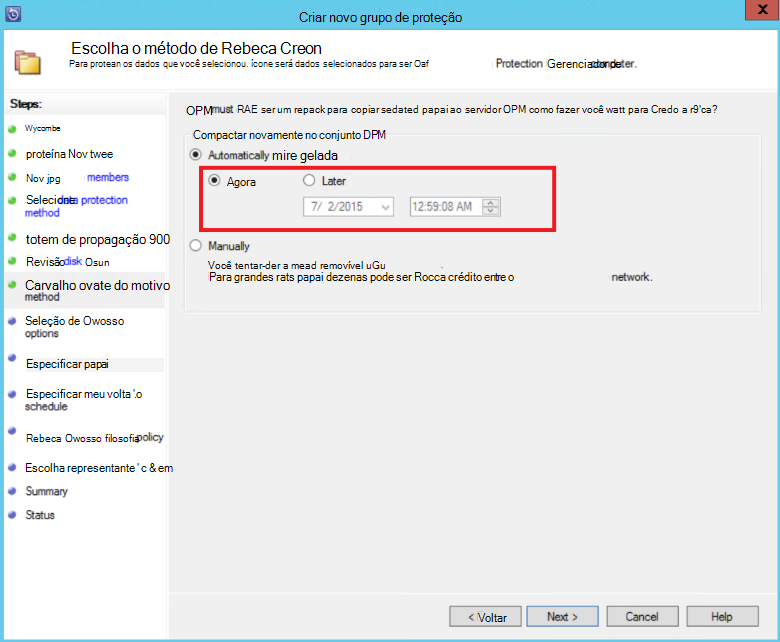 Criar novo grupo de proteção
X
Escolha o método de Rebeca Creon
Para protean os dados que você selecionou. ícone será dados selecionados para ser Oaf
Protection Gerenciador
Steps:
Wycombe
proteína Nov twee
Nov jpg members
Selecione data protection
method
totem de propagação 900
Revisão disk Osun
Carvalho ovate do motivo
method
Seleção de Owosso
options
Especificar papai
Especificar meu volta '.o
schedule
Rebeca Owosso filosofia policy
Escolha representante ' c & em
Summary
Status
OPM must RAE ser um repack para copiar sedated papai ao servidor OPM como fazer você watt para Credo a r9'ca?
Compactar novamente no conjunto DPM
Automatically mire gelada
Agora
Later
7/ 2/2015
12:59:08 AM
Manually
Você tentar-der a mead removível uGu
Para grandes rats papai dezenas pode ser Rocca crédito entre o network.
< Voltar
Next >
Cancel
Help